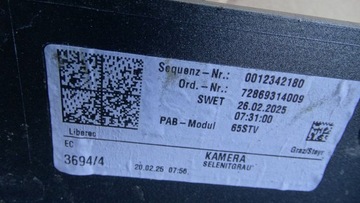 Sequenz-Nr.: 0012342180
Ord.-Nr.: 72869314009
SWET 26.02.2025
07:31:00
PAB-Modul 65STV
Liberec Graz/Steyr
EC KAMERA
3694/4 SELENITGRAU
20.02.25 07:56